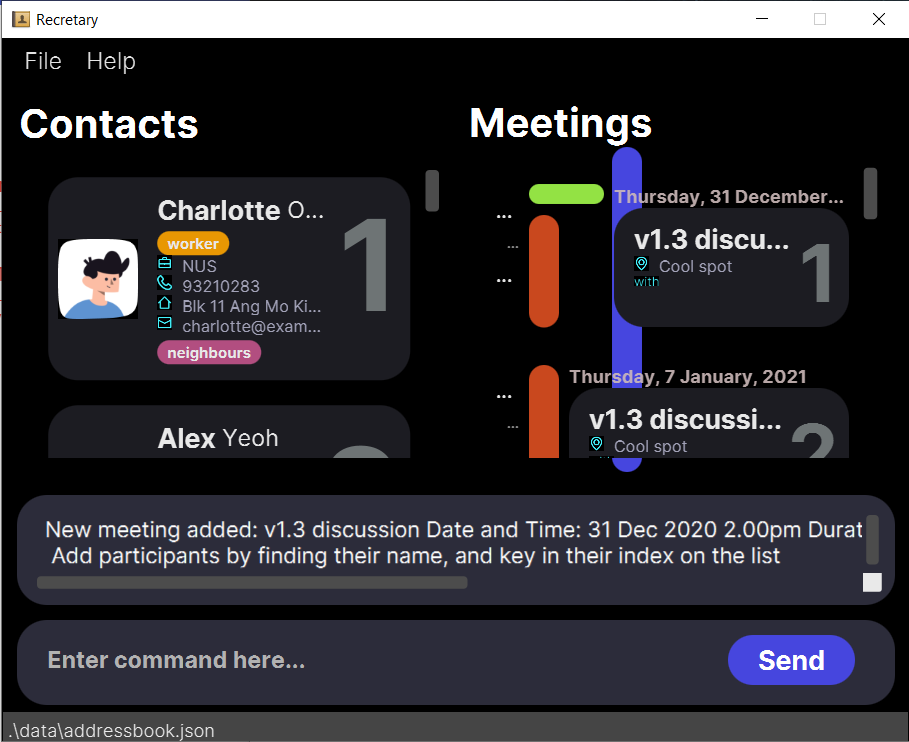 Recretary
File Help
Contacts
Charlotte O...
worker
NUS
93210283
Blk 11 Ang Mo Ki...
charlotte@exam...
neighbours
1
Alex Yeoh
2
Meetings
...
...
...
Thursday, 31 December...
v1.3 discu...
Cool spot
with
1
...
...
Thursday, 7 January, 2021
v1.3 discussi...
Cool spot
2
New meeting added: v1.3 discussion Date and Time: 31 Dec 2020 2.00pm Durat
Add participants by finding their name, and key in their index on the list
Enter command here...
Send
.\data\addressbook.json